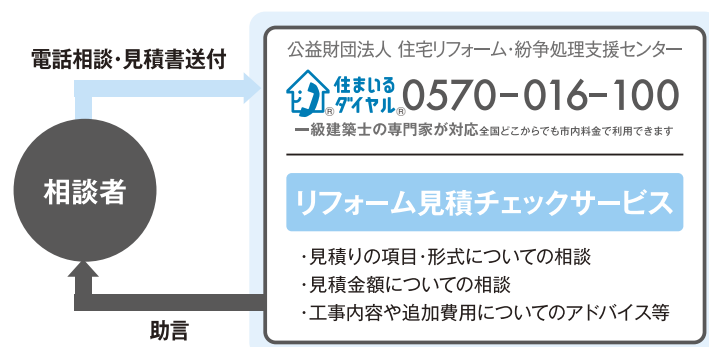 公益財団法人 住宅リフォーム・紛争処理支援センター
電話相談・見積書送付
住まいる
ダイヤル
® ®
0570-016-100
一級建築士の専門家が対応 全国どこからでも市内料金で利用できます
相談者
リフォーム見積チェックサービス
・見積りの項目・形式についての相談
・見積金額についての相談
・工事内容や追加費用についてのアドバイス等
助言